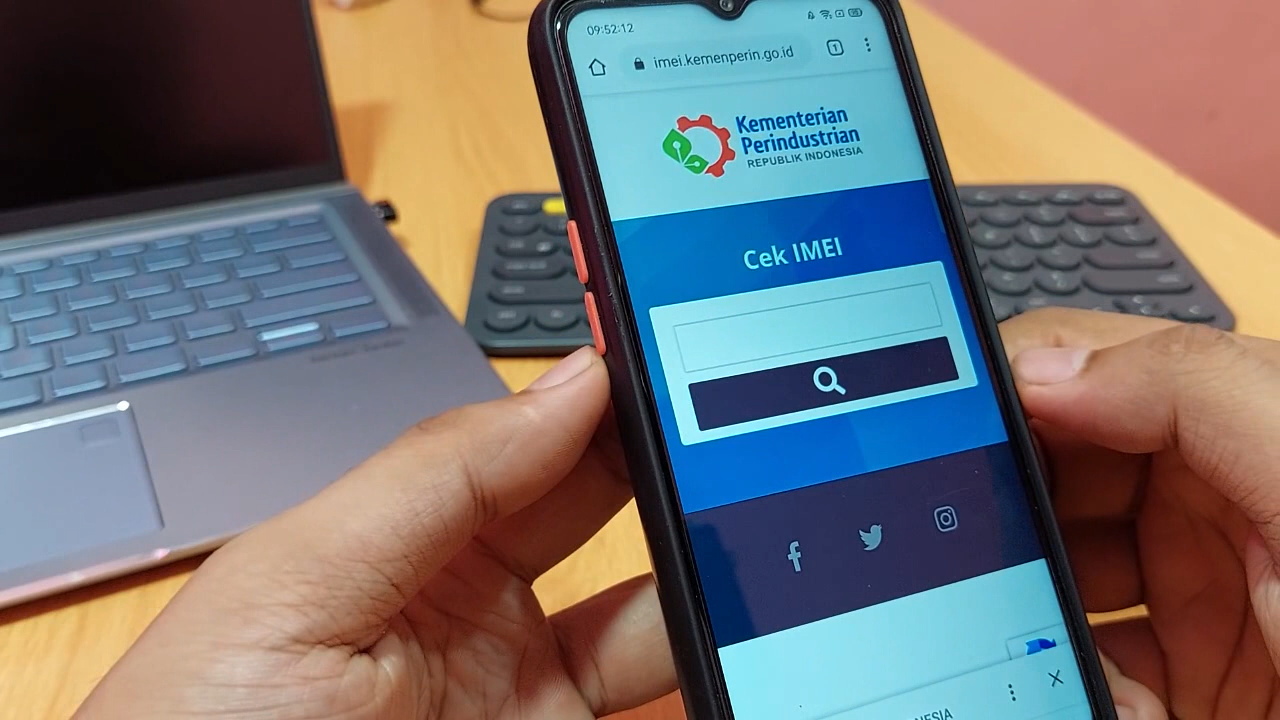 09:52:12
imei.kemenperin.go.id
1
Kementerian
Perindustrian
REPUBLIK INDONESIA
Cek IMEI